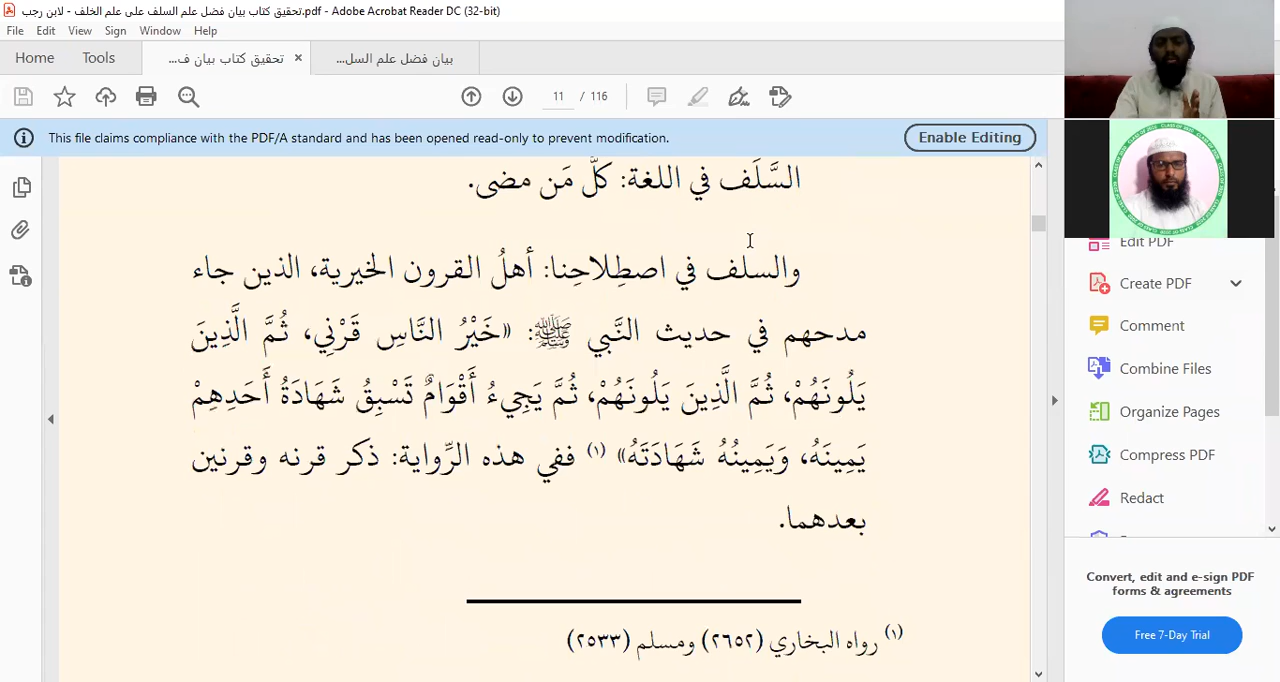 تحقيق كتاب بيان فضل علم السلف على علم الخلف - لابن رجب.pdf - Adobe Acrobat Reader DC (32-bit)
File Edit View Sign Window Help
Home Tools تحقيق كتاب بيان ف... × بيان فضل علم السل...
11 / 116
This file claims compliance with the PDF/A standard and has been opened read-only to prevent modification. Enable Editing
السَّلَف في اللغة: كلّ مَن مضى.
والسلف في اصطِلاحِنا: أهلُ القرون الخيرية، الذين جاء
مدحهم في حديث النَّبي ﷺ: «خَيْرُ النَّاسِ قَرْنِي، ثُمَّ الَّذِينَ
يَلُونَهُمْ، ثُمَّ الَّذِينَ يَلُونَهُمْ، ثُمَّ يَجِيءُ أَقْوَامٌ تَسْبِقُ شَهَادَةُ أَحَدِهِمْ
يَمِينَهُ، وَيَمِينُهُ شَهَادَتَهُ» (١) ففي هذه الرِّواية: ذكر قرنه وقرنين
بعدهما.
(١) رواه البخاري (٢٦٥٢) ومسلم (٢٥٣٣)
Edit PDF
Create PDF
Comment
Combine Files
Organize Pages
Compress PDF
Redact
Convert, edit and e-sign PDF
forms & agreements
Free 7-Day Trial